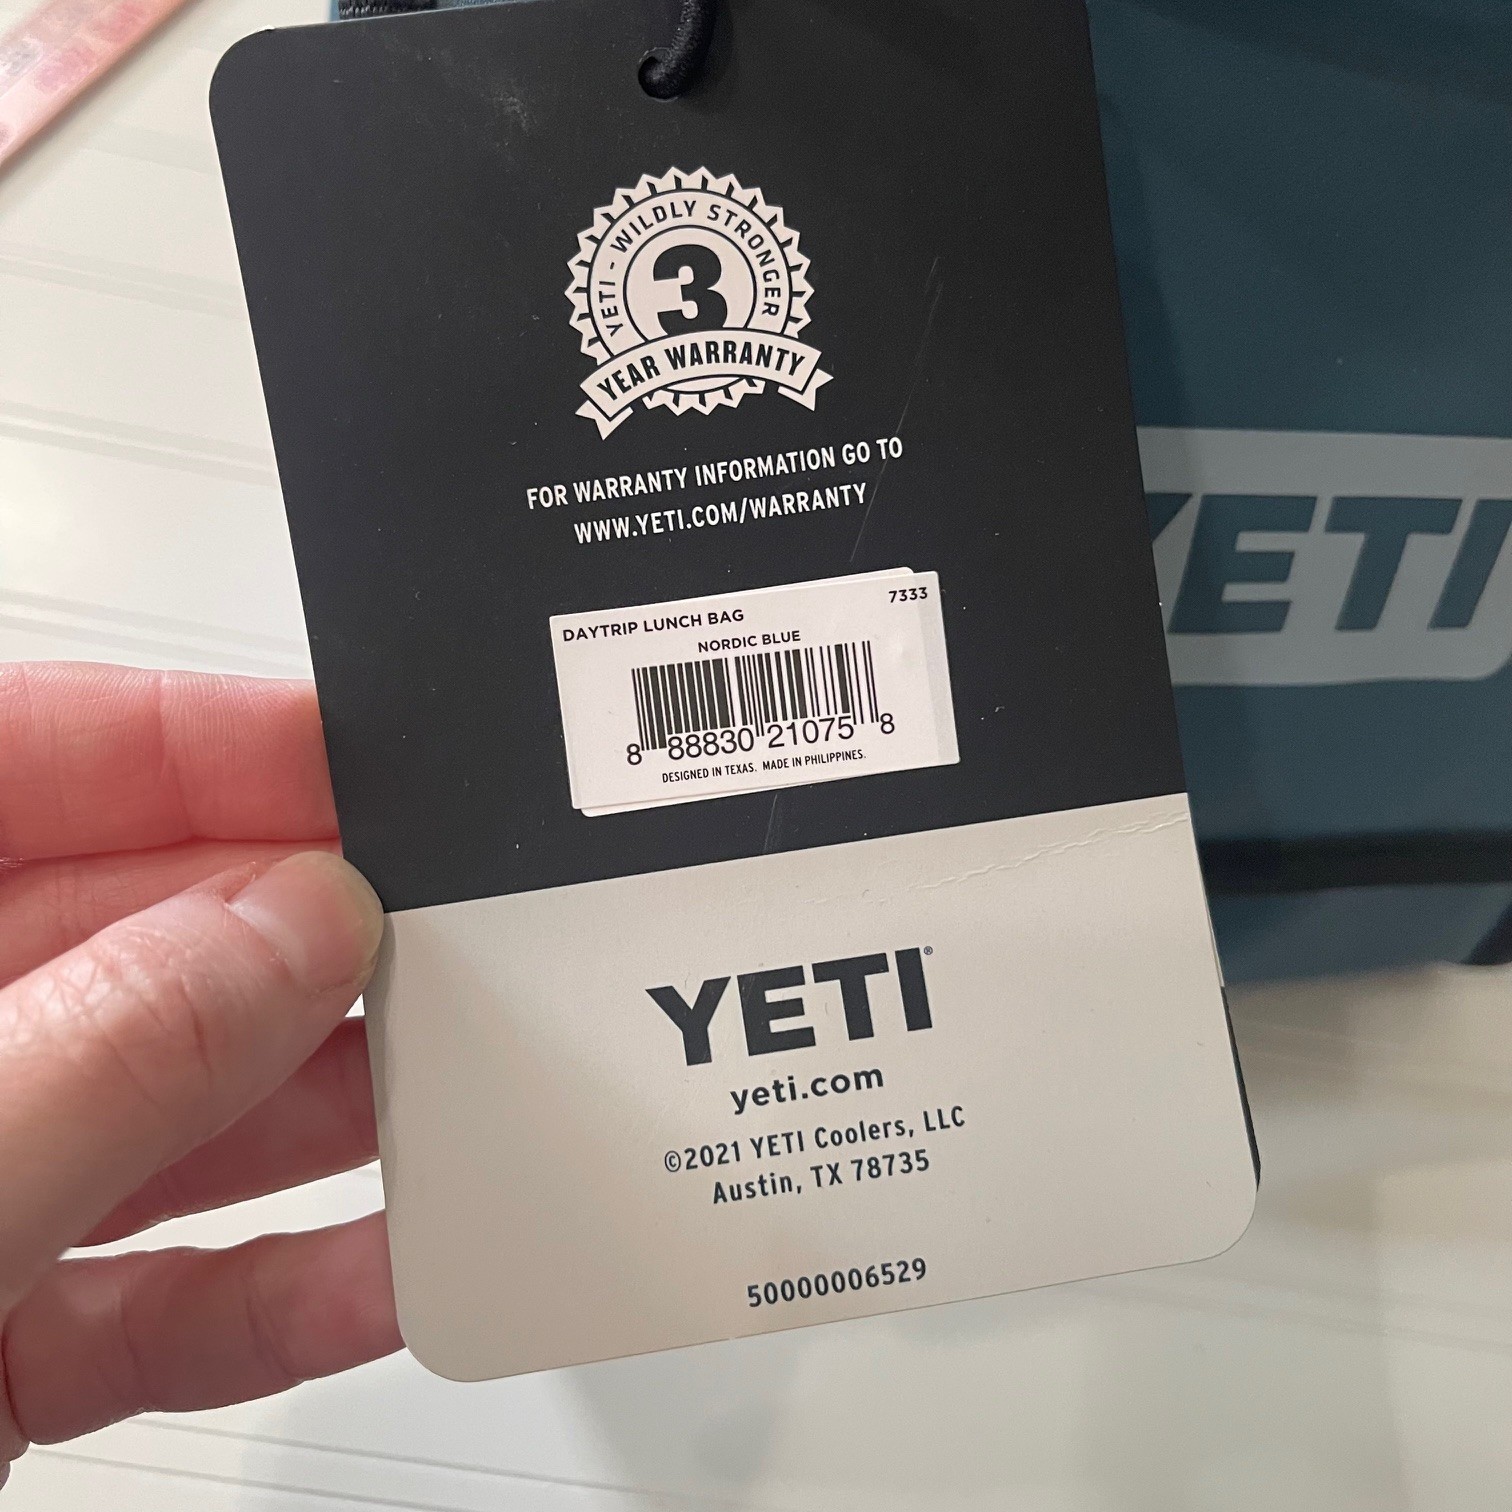 YETI - WILDLY STRONGER
3
YEAR WARRANTY
FOR WARRANTY INFORMATION GO TO
WWW.YETI.COM/WARRANTY
DAYTRIP LUNCH BAG 7333
NORDIC BLUE
8 88830 21075 8
DESIGNED IN TEXAS. MADE IN PHILIPPINES.
YETI®
yeti.com
©2021 YETI Coolers, LLC
Austin, TX 78735
50000006529
YETI